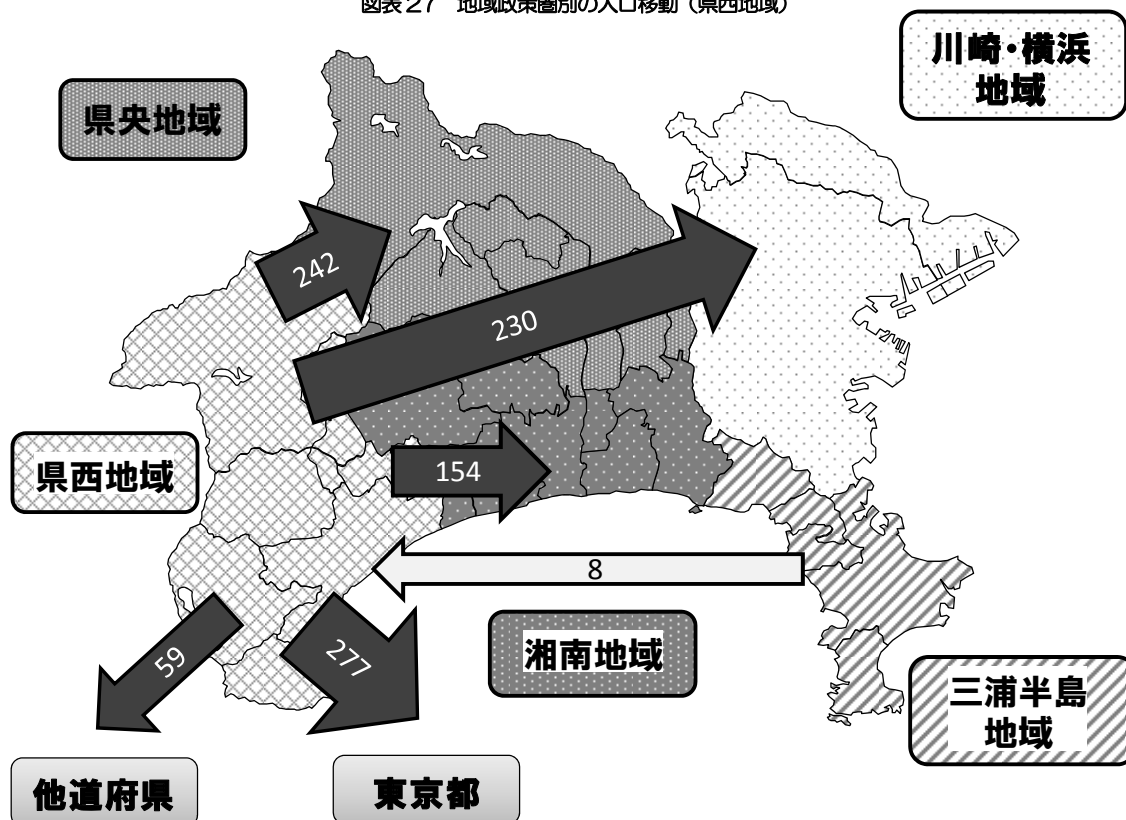 図表27 地域政策圏別の人口移動（県西地域）
川崎・横浜
地域
県央地域
242
230
県西地域
154
8
59
277
湘南地域
三浦半島
地域
他道府県
東京都